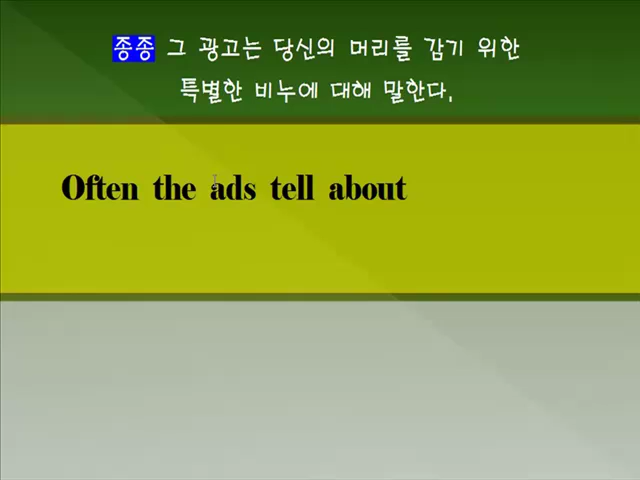 종종 그 광고는 당신의 머리를 감기 위한
특별한 비누에 대해 말한다.
Often the ads tell about